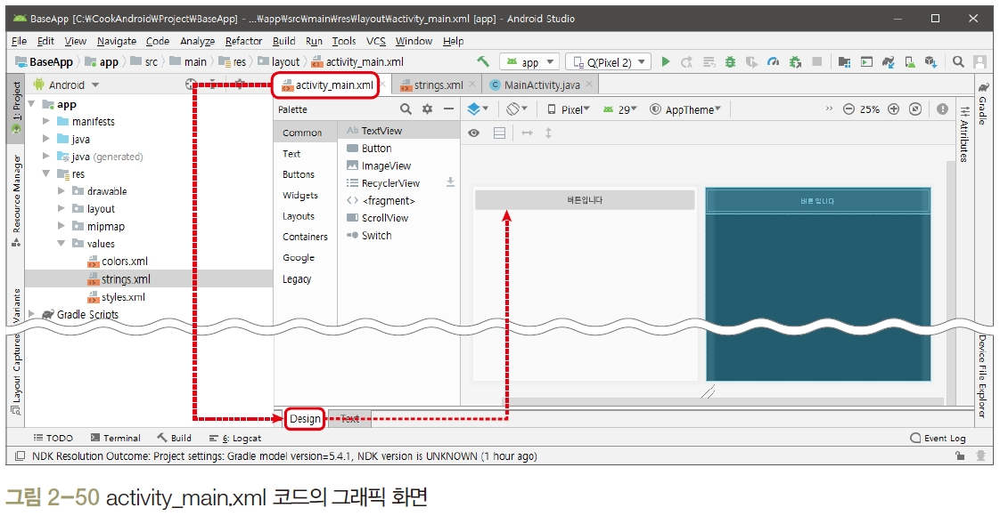 BaseApp [C:₩CookAndroid₩Project₩BaseApp] - ...₩app₩src₩main₩res₩layout₩activity_main.xml [app] - Android Studio
File Edit View Navigate Code Analyze Refactor Build Run Tools VCS Window Help
BaseApp app src main res layout activity_main.xml app Q(Pixel 2)
1: Project
Resource Manager
Variants
Layout Captures
Android
app
manifests
java
java (generated)
res
drawable
layout
mipmap
values
colors.xml
strings.xml
styles.xml
Gradle Scripts
activity_main.xml strings.xml MainActivity.java
Palette
Common
Text
Buttons
Widgets
Layouts
Containers
Google
Legacy
Ab TextView
Button
ImageView
RecyclerView
<fragment>
ScrollView
Switch
Pixel 29 AppTheme 25%
버튼입니다
버튼입니다
Attributes
Gradle
Device File Explorer
Design Text
TODO Terminal Build 6: Logcat Event Log
NDK Resolution Outcome: Project settings: Gradle model version=5.4.1, NDK version is UNKNOWN (1 hour ago)
그림 2-50 activity_main.xml 코드의 그래픽 화면